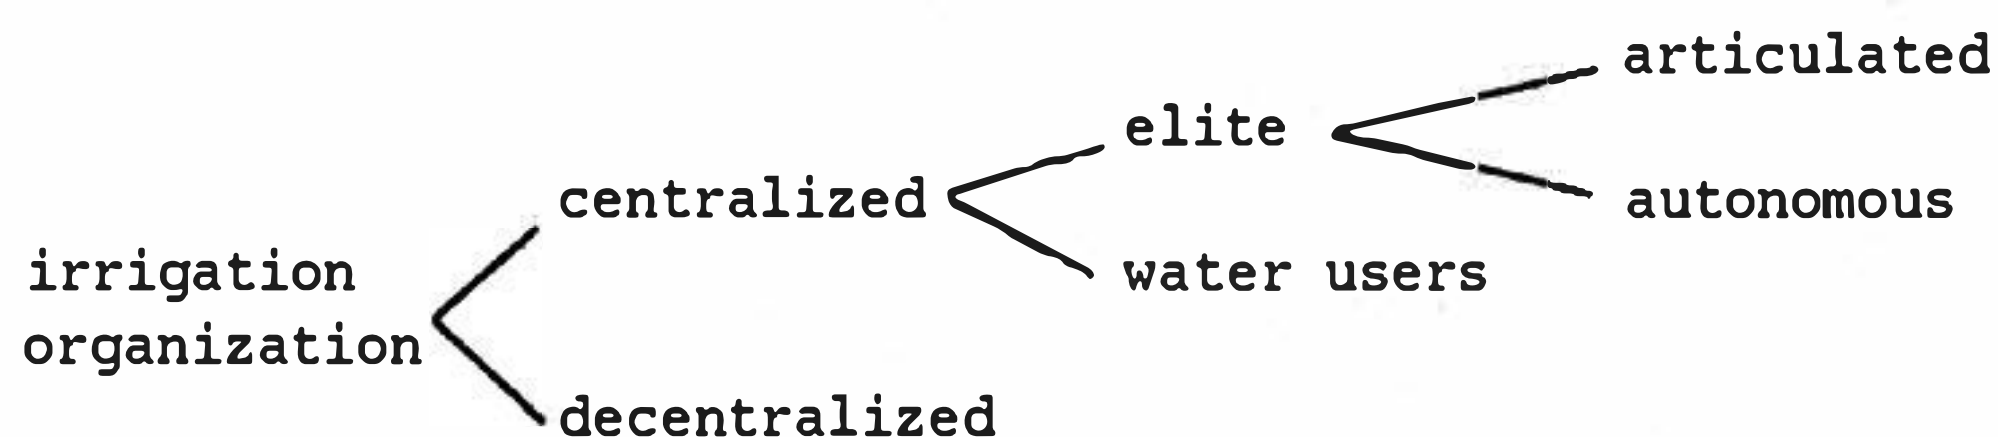 articulated
elite
autonomous
centralized
water users
irrigation
organization
decentralized